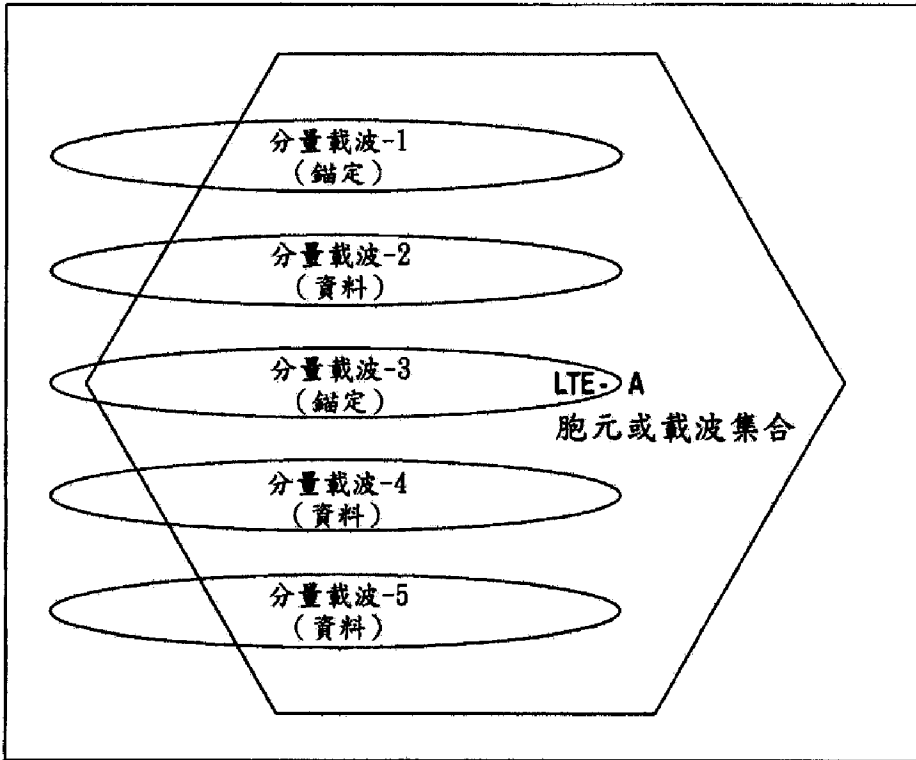 分量載波-1
(錨定)
分量載波-2
(資料)
分量載波-3
(錨定)
LTE- A
胞元或載波集合
分量載波-4
(資料)
分量載波-5
(資料)